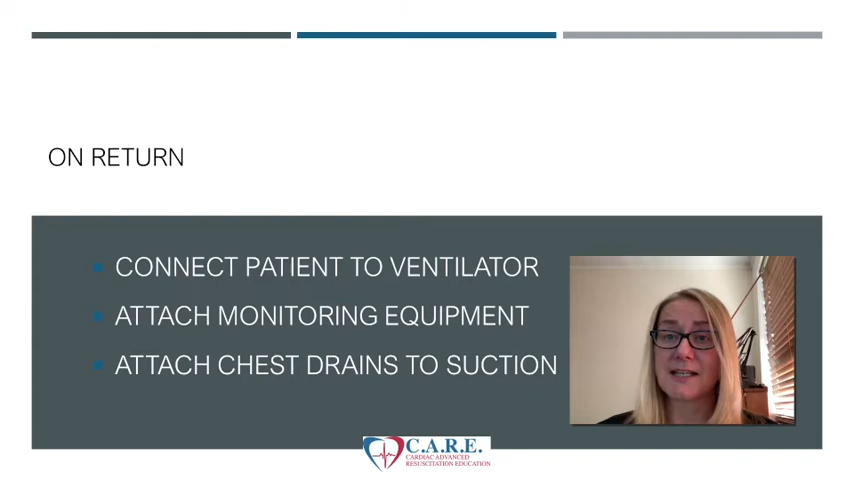 ON RETURN
CONNECT PATIENT TO VENTILATOR
ATTACH MONITORING EQUIPMENT
ATTACH CHEST DRAINS TO SUCTION
C.A.R.E.
CARDIAC ADVANCED
RESUSCITATION EDUCATION